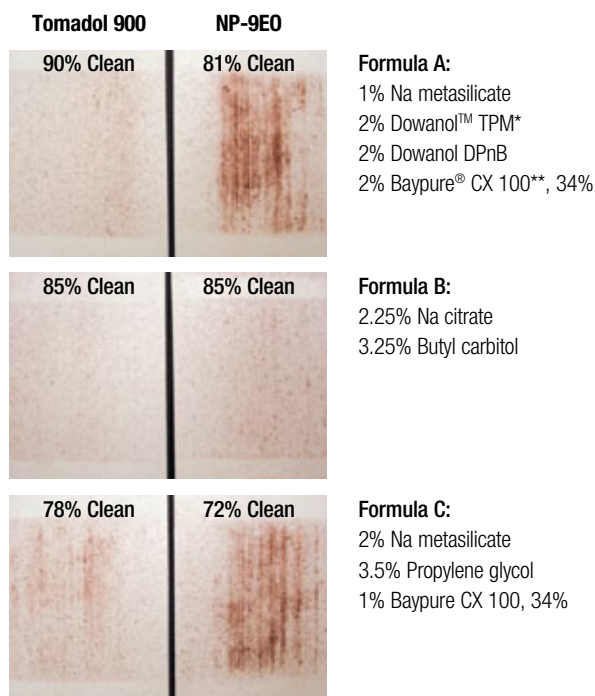 Tomadol 900 NP-9EO
90% Clean 81% Clean
Formula A:
1% Na metasilicate
2% Dowanol™ TPM*
2% Dowanol DPnB
2% Baypure® CX 100**, 34%
85% Clean 85% Clean
Formula B:
2.25% Na citrate
3.25% Butyl carbitol
78% Clean 72% Clean
Formula C:
2% Na metasilicate
3.5% Propylene glycol
1% Baypure CX 100, 34%